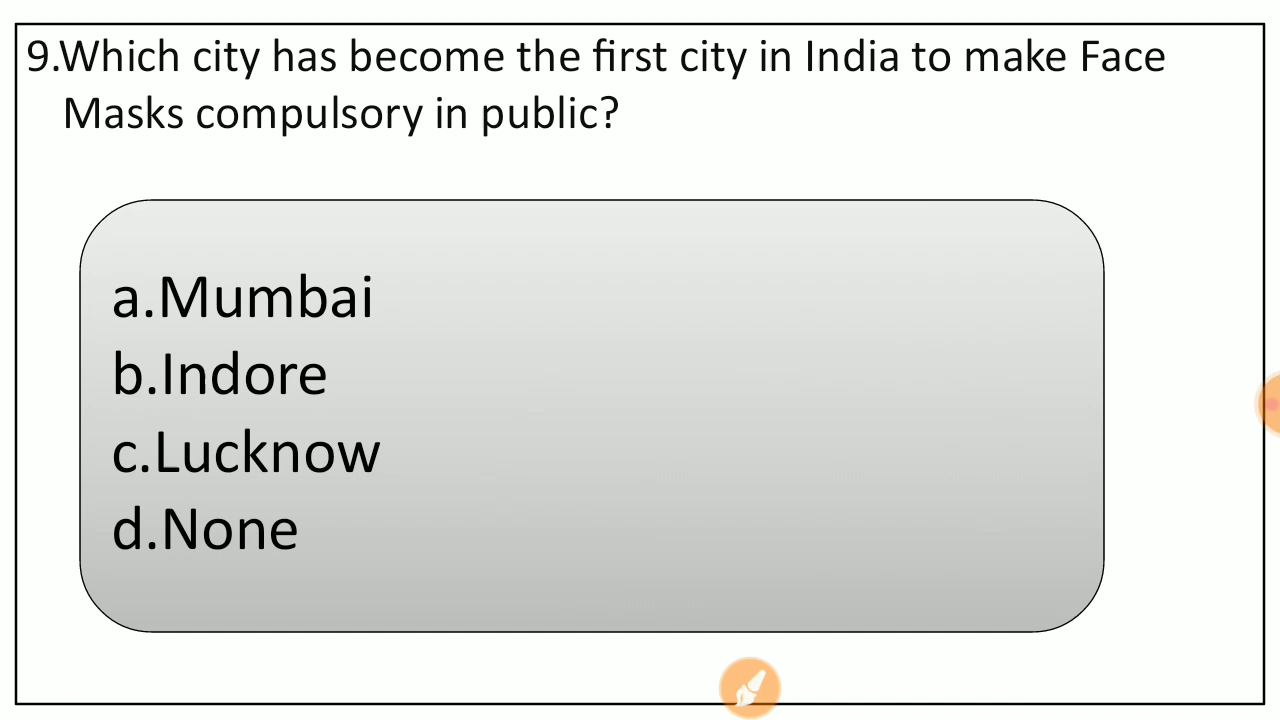 9.Which city has become the first city in India to make Face
Masks compulsory in public?
a.Mumbai
b.Indore
c.Lucknow
d.None